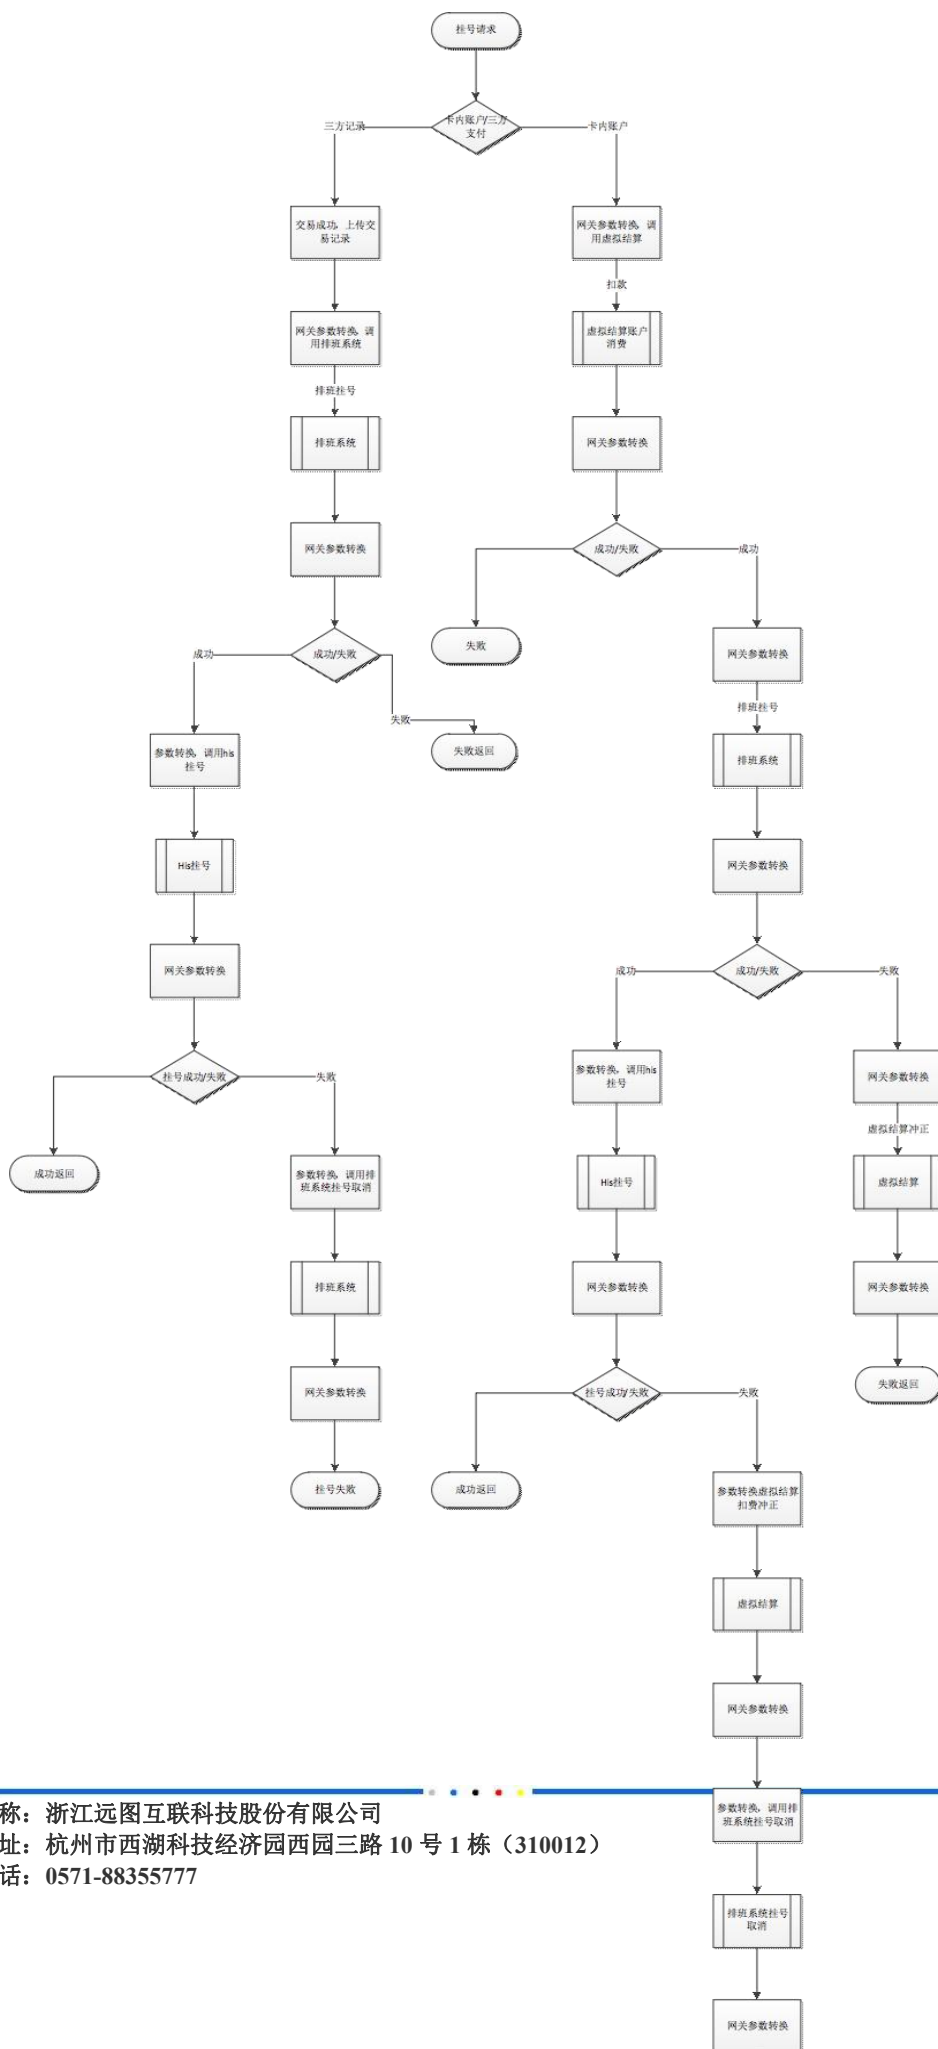 挂号请求
卡内账户/三方
支付
三方记录
卡内账户
交易成功，上传交
易记录
网关参数转换，调
用虚拟结算
扣款
网关参数转换，调
用排班系统
虚拟结算账户
消费
排班挂号
排班系统
网关参数转换
网关参数转换
成功/失败
成功
失败
网关参数转换
成功/失败
成功
失败
失败返回
排班挂号
参数转换，调用his
挂号
排班系统
His挂号
网关参数转换
网关参数转换
成功/失败
成功
失败
挂号成功/失败
失败
参数转换，调用his
挂号
网关参数转换
虚拟结算冲正
成功返回
参数转换，调用排
班系统挂号取消
His挂号
虚拟结算
排班系统
网关参数转换
网关参数转换
网关参数转换
挂号成功/失败
失败
失败返回
挂号失败
成功返回
参数转换虚拟结算
扣费冲正
虚拟结算
网关参数转换
参数转换，调用排
班系统挂号取消
称：浙江远图互联科技股份有限公司
址：杭州市西湖科技经济园西园三路 10 号 1 栋（310012）
话：0571-88355777
排班系统挂号
取消
网关参数转换